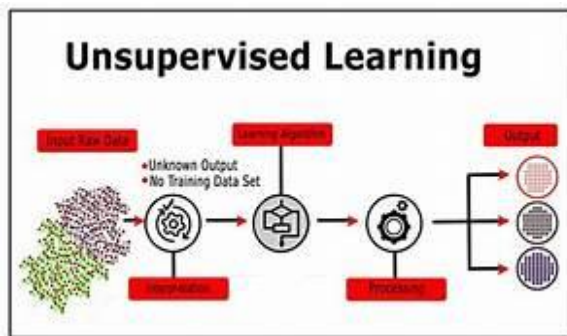 Unsupervised Learning
Input Raw Data
Unknown Output
No Training Data Set
Learning Algorithm
Output
Interpretation
Processing